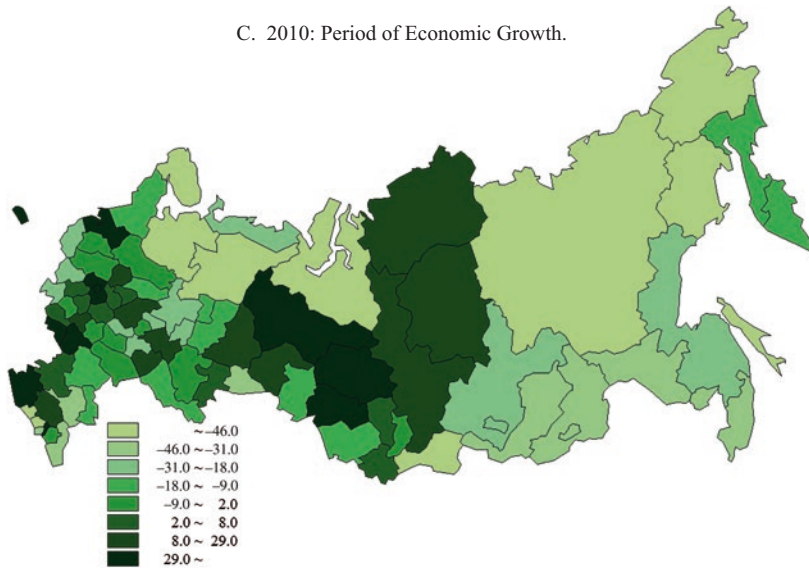 C. 2010: Period of Economic Growth.
~ –46.0
–46.0 ~ –31.0
–31.0 ~ –18.0
–18.0 ~ –9.0
–9.0 ~ 2.0
2.0 ~ 8.0
8.0 ~ 29.0
29.0 ~